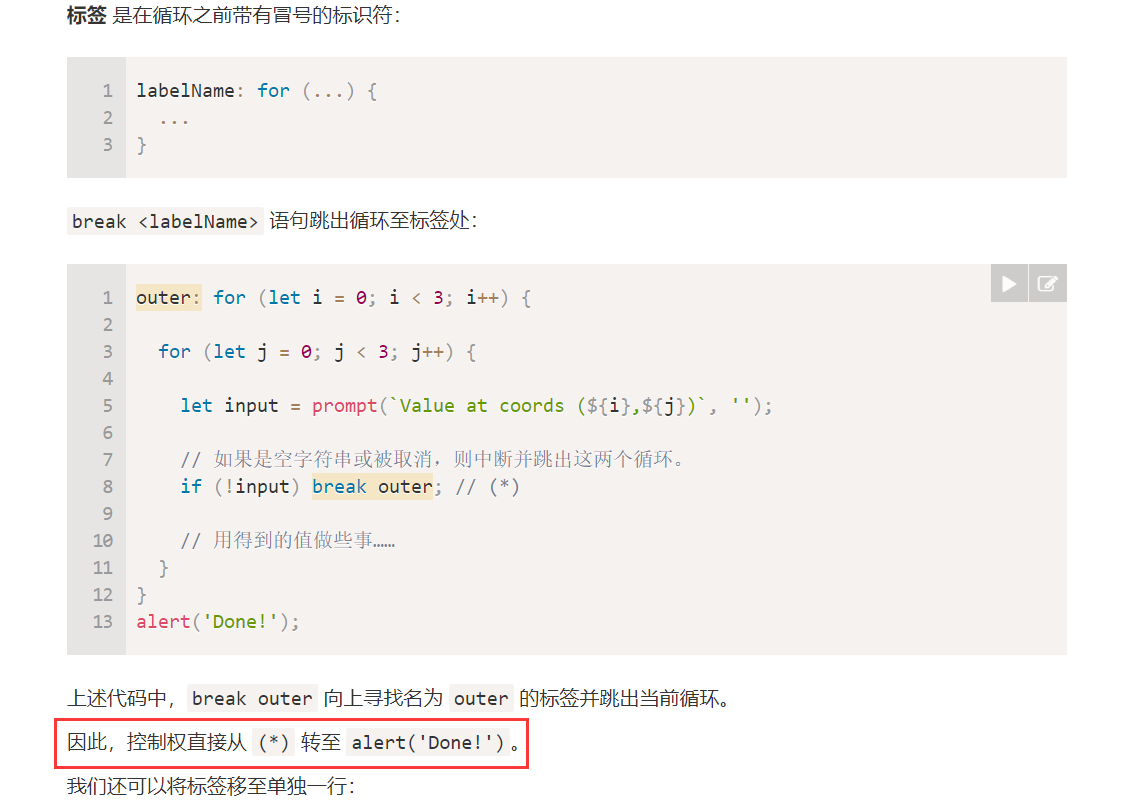 标签 是在循环之前带有冒号的标识符：
1 labelName: for (...) {
2   ...
3 }
break <labelName> 语句跳出循环至标签处：
1 outer: for (let i = 0; i < 3; i++) {
2
3   for (let j = 0; j < 3; j++) {
4
5     let input = prompt(`Value at coords (${i},${j})`, '');
6
7     // 如果是空字符串或被取消，则中断并跳出这两个循环。
8     if (!input) break outer; // (*)
9
10     // 用得到的值做些事……
11   }
12 }
13 alert('Done!');
上述代码中，break outer 向上寻找名为 outer 的标签并跳出当前循环。
因此，控制权直接从 (*) 转至 alert('Done!')。
我们还可以将标签移至单独一行：